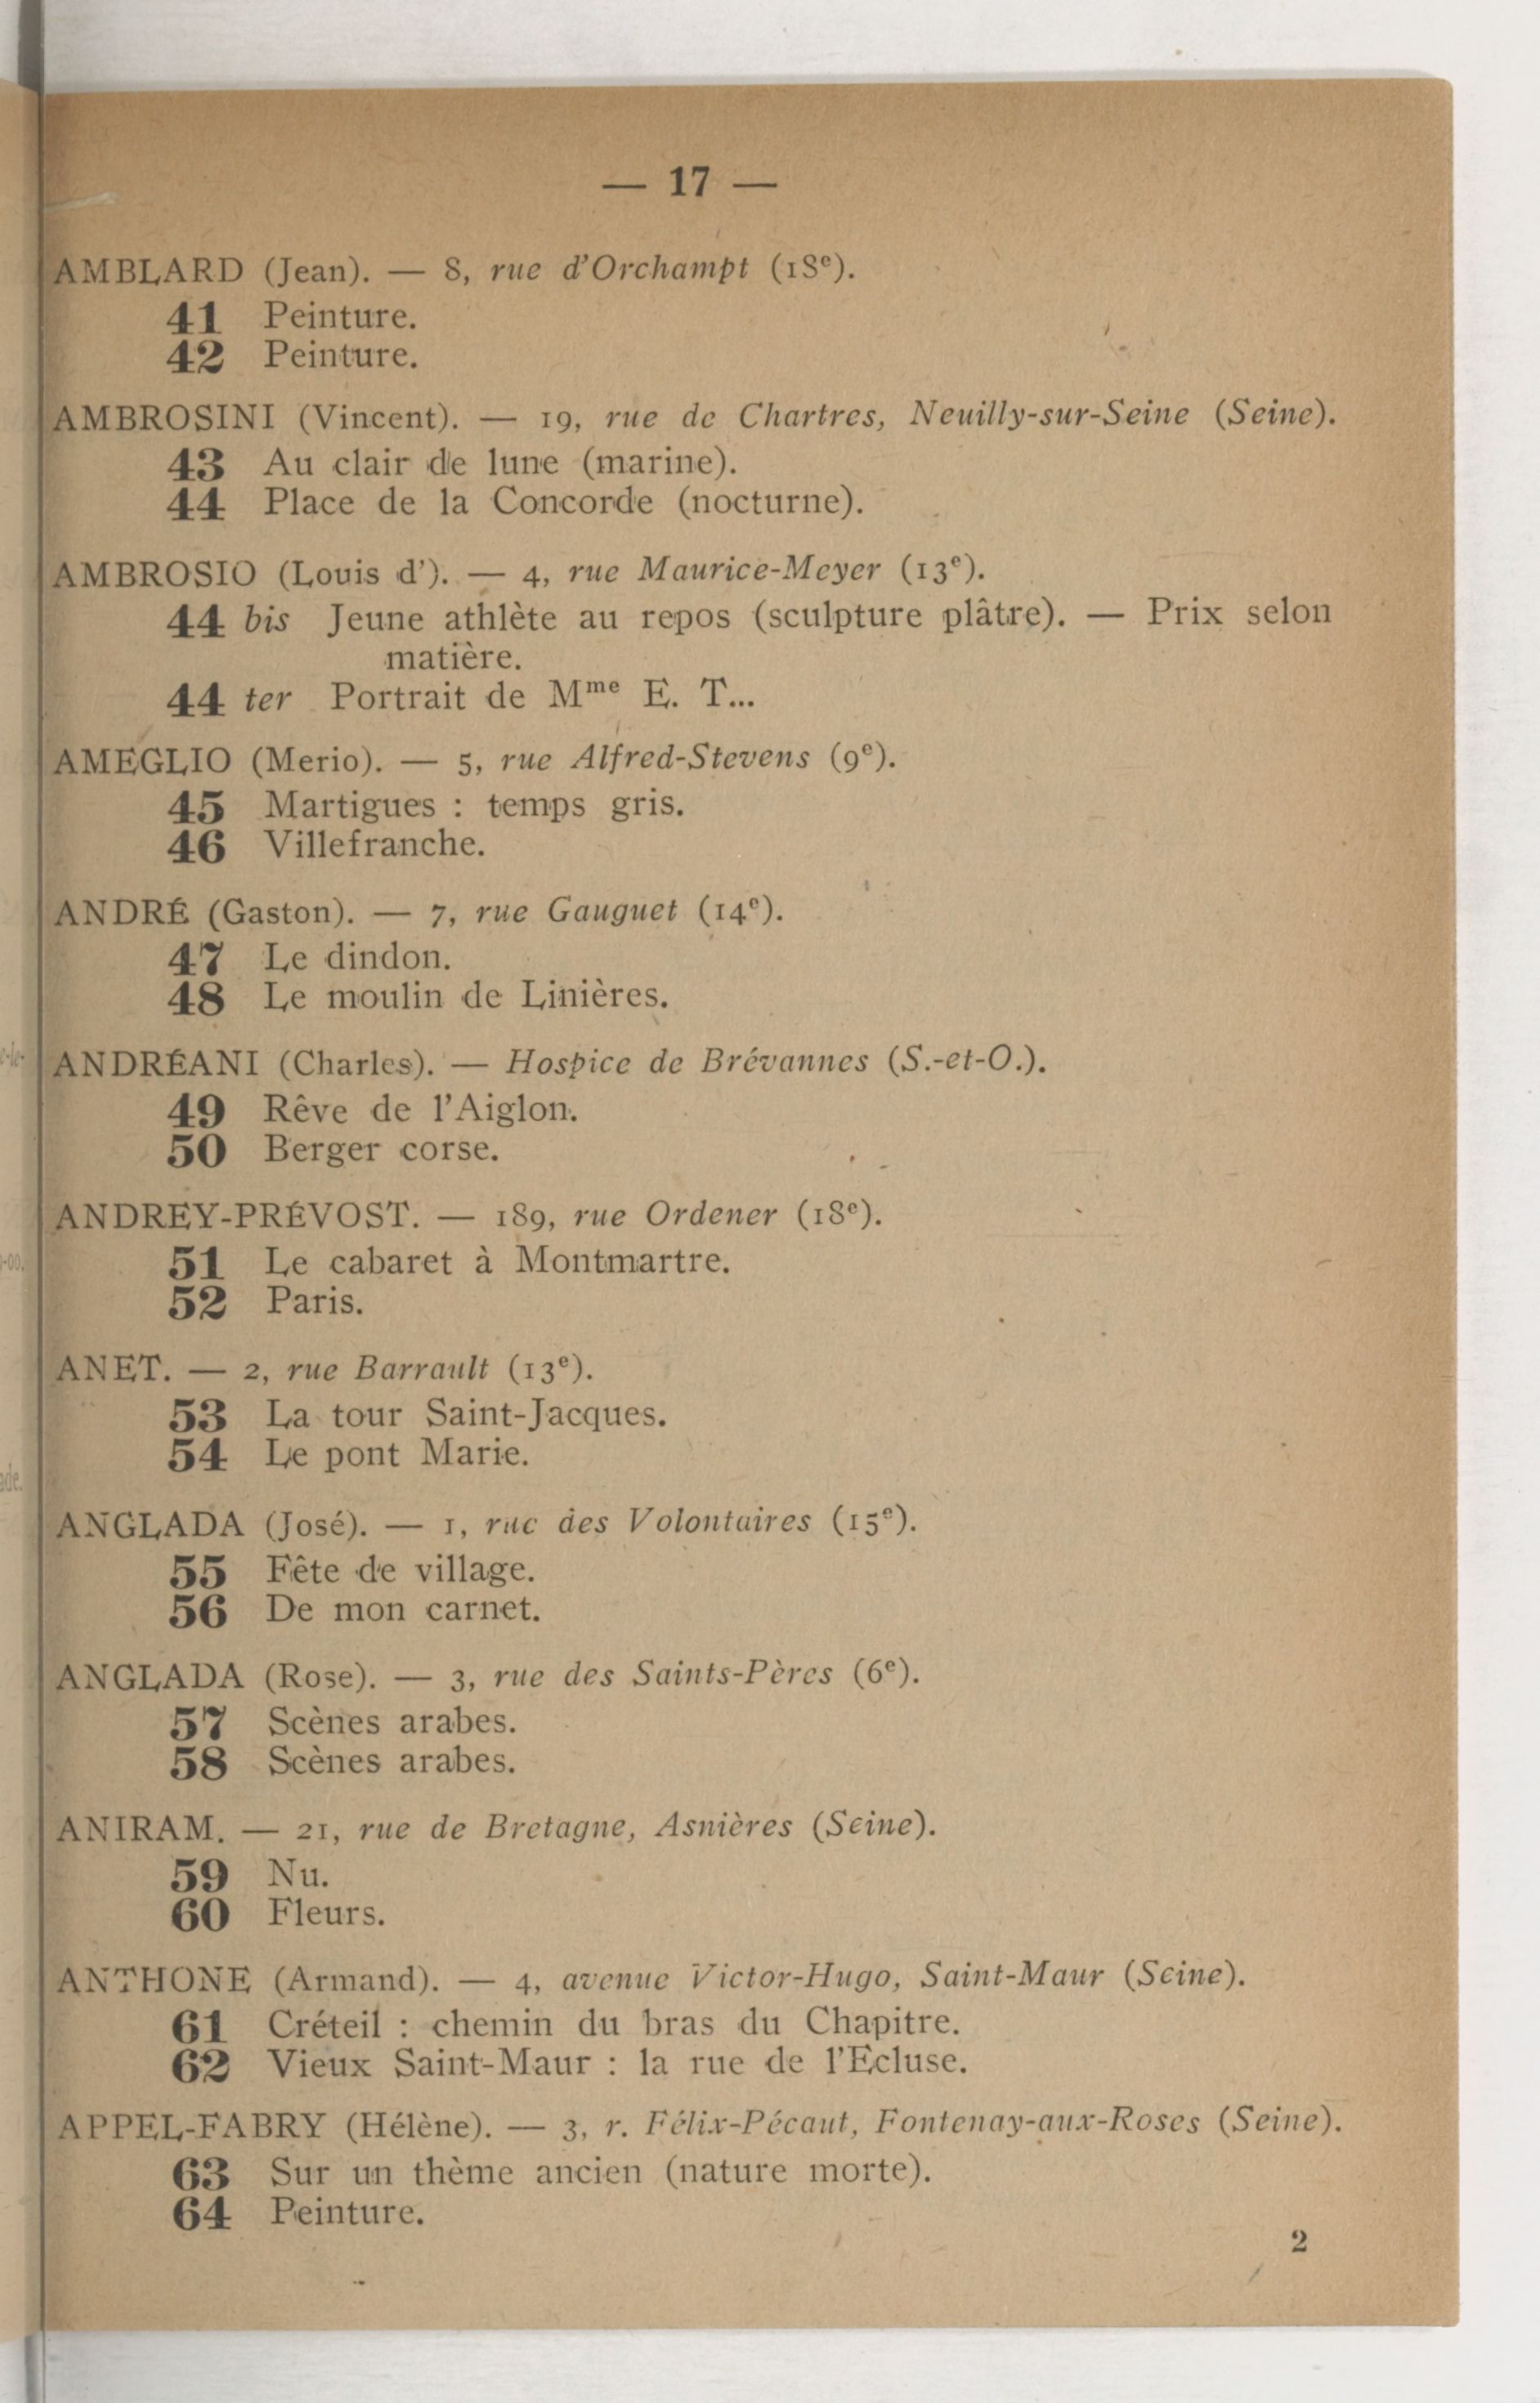 — 17 —
AMBLARD (Jean). — 8, rue d'Orchampt (18e).
41 Peinture.
42 Peinture.
AMBROSINI (Vincent). — 19, rue de Chartres, Neuilly-sur-Seine (Seine).
43 Au clair de lune (marine).
44 Place de la Concorde (nocturne).
AMBROSIO (Louis d'). — 4, rue Maurice-Meyer (13e).
44 bis Jeune athlète au repos (sculpture plâtre). — Prix selon
matière.
44 ter Portrait de Mme E. T...
AMEGLIO (Merio). — 5, rue Alfred-Stevens (9e).
45 Martigues : temps gris.
46 Villefranche.
ANDRÉ (Gaston). — 7, rue Gauguet (14e).
47 Le dindon.
48 Le moulin de Linières.
ANDRÉANI (Charles). — Hospice de Brévannes (S.-et-O.).
49 Rêve de l'Aiglon.
50 Berger corse.
ANDREY-PRÉVOST. — 189, rue Ordener (18e).
51 Le cabaret à Montmartre.
52 Paris.
ANET. — 2, rue Barrault (13e).
53 La tour Saint-Jacques.
54 Le pont Marie.
ANGLADA (José). — 1, rue des Volontaires (15e).
55 Fête de village.
56 De mon carnet.
ANGLADA (Rose). — 3, rue des Saints-Pères (6e).
57 Scènes arabes.
58 Scènes arabes.
ANIRAM. — 21, rue de Bretagne, Asnières (Seine).
59 Nu.
60 Fleurs.
ANTHONE (Armand). — 4, avenue Victor-Hugo, Saint-Maur (Seine).
61 Créteil : chemin du bras du Chapitre.
62 Vieux Saint-Maur : la rue de l'Ecluse.
APPEL-FABRY (Hélène). — 3, r. Félix-Pécaut, Fontenay-aux-Roses (Seine).
63 Sur un thème ancien (nature morte).
64 Peinture.
2